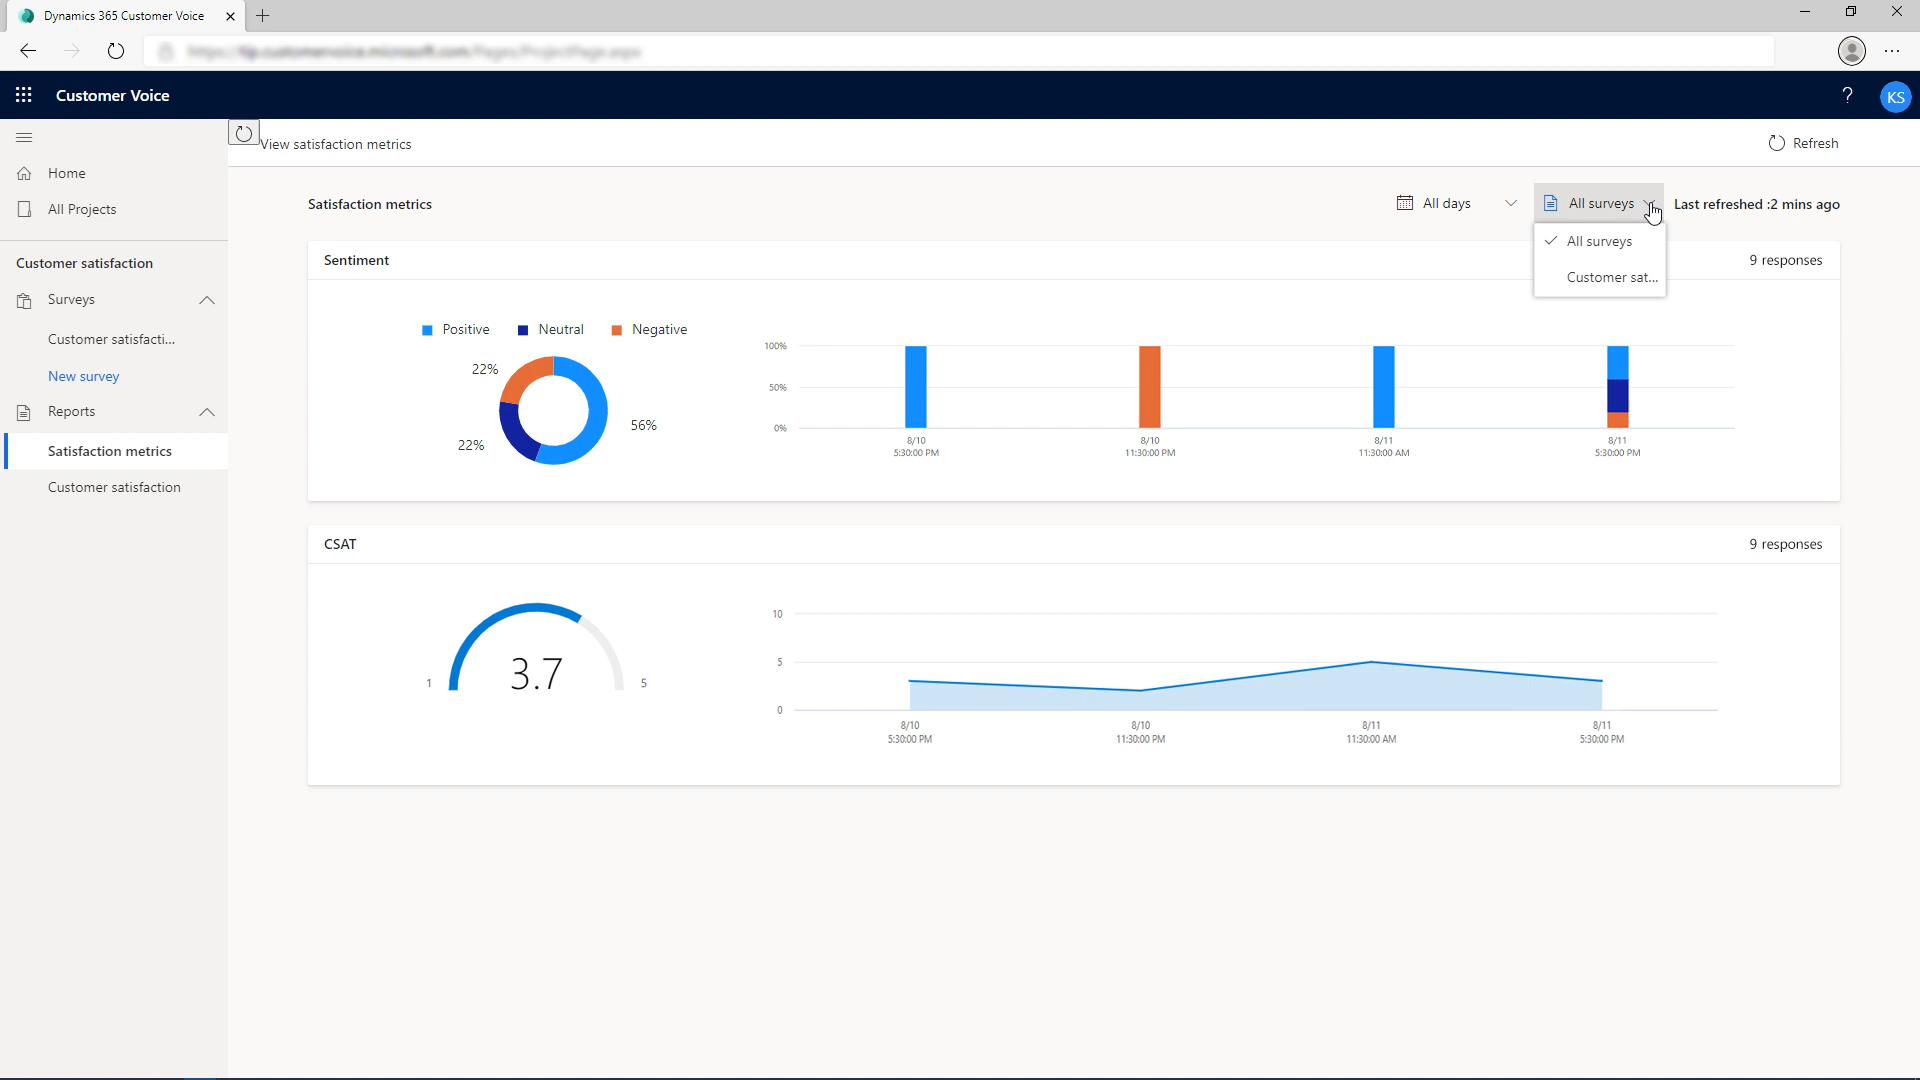 Dynamics 365 Customer Voice
Customer Voice
?
KS
View satisfaction metrics
Refresh
Home
All Projects
Customer satisfaction
Surveys
Customer satisfacti...
New survey
Reports
Satisfaction metrics
Customer satisfaction
Satisfaction metrics
All days
All surveys
Last refreshed :2 mins ago
All surveys
Customer sat...
Sentiment
9 responses
Positive
Neutral
Negative
22%
22%
56%
100%
50%
0%
8/10
5:30:00 PM
8/10
11:30:00 PM
8/11
11:30:00 AM
8/11
5:30:00 PM
CSAT
9 responses
1
3.7
5
10
5
0
8/10
5:30:00 PM
8/10
11:30:00 PM
8/11
11:30:00 AM
8/11
5:30:00 PM